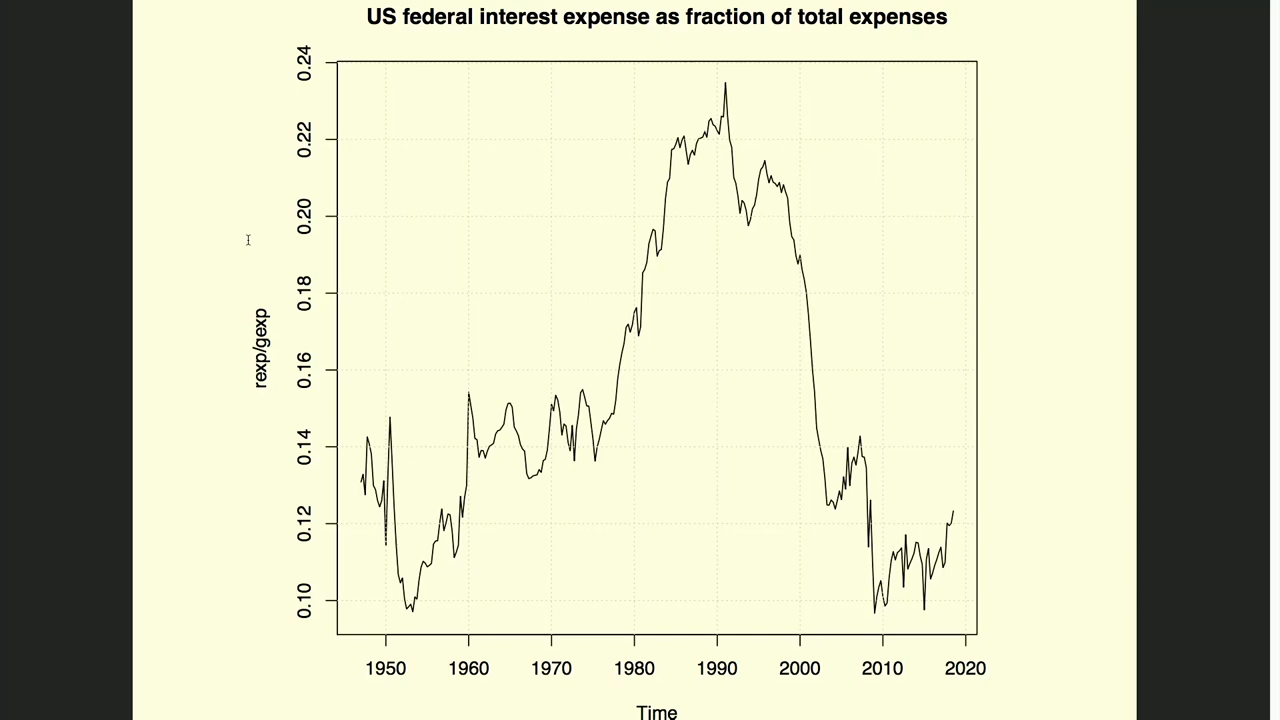 US federal interest expense as fraction of total expenses
0.24
0.22
0.20
0.18
0.16
0.14
0.12
0.10
rexp/gexp
1950 1960 1970 1980 1990 2000 2010 2020
Time